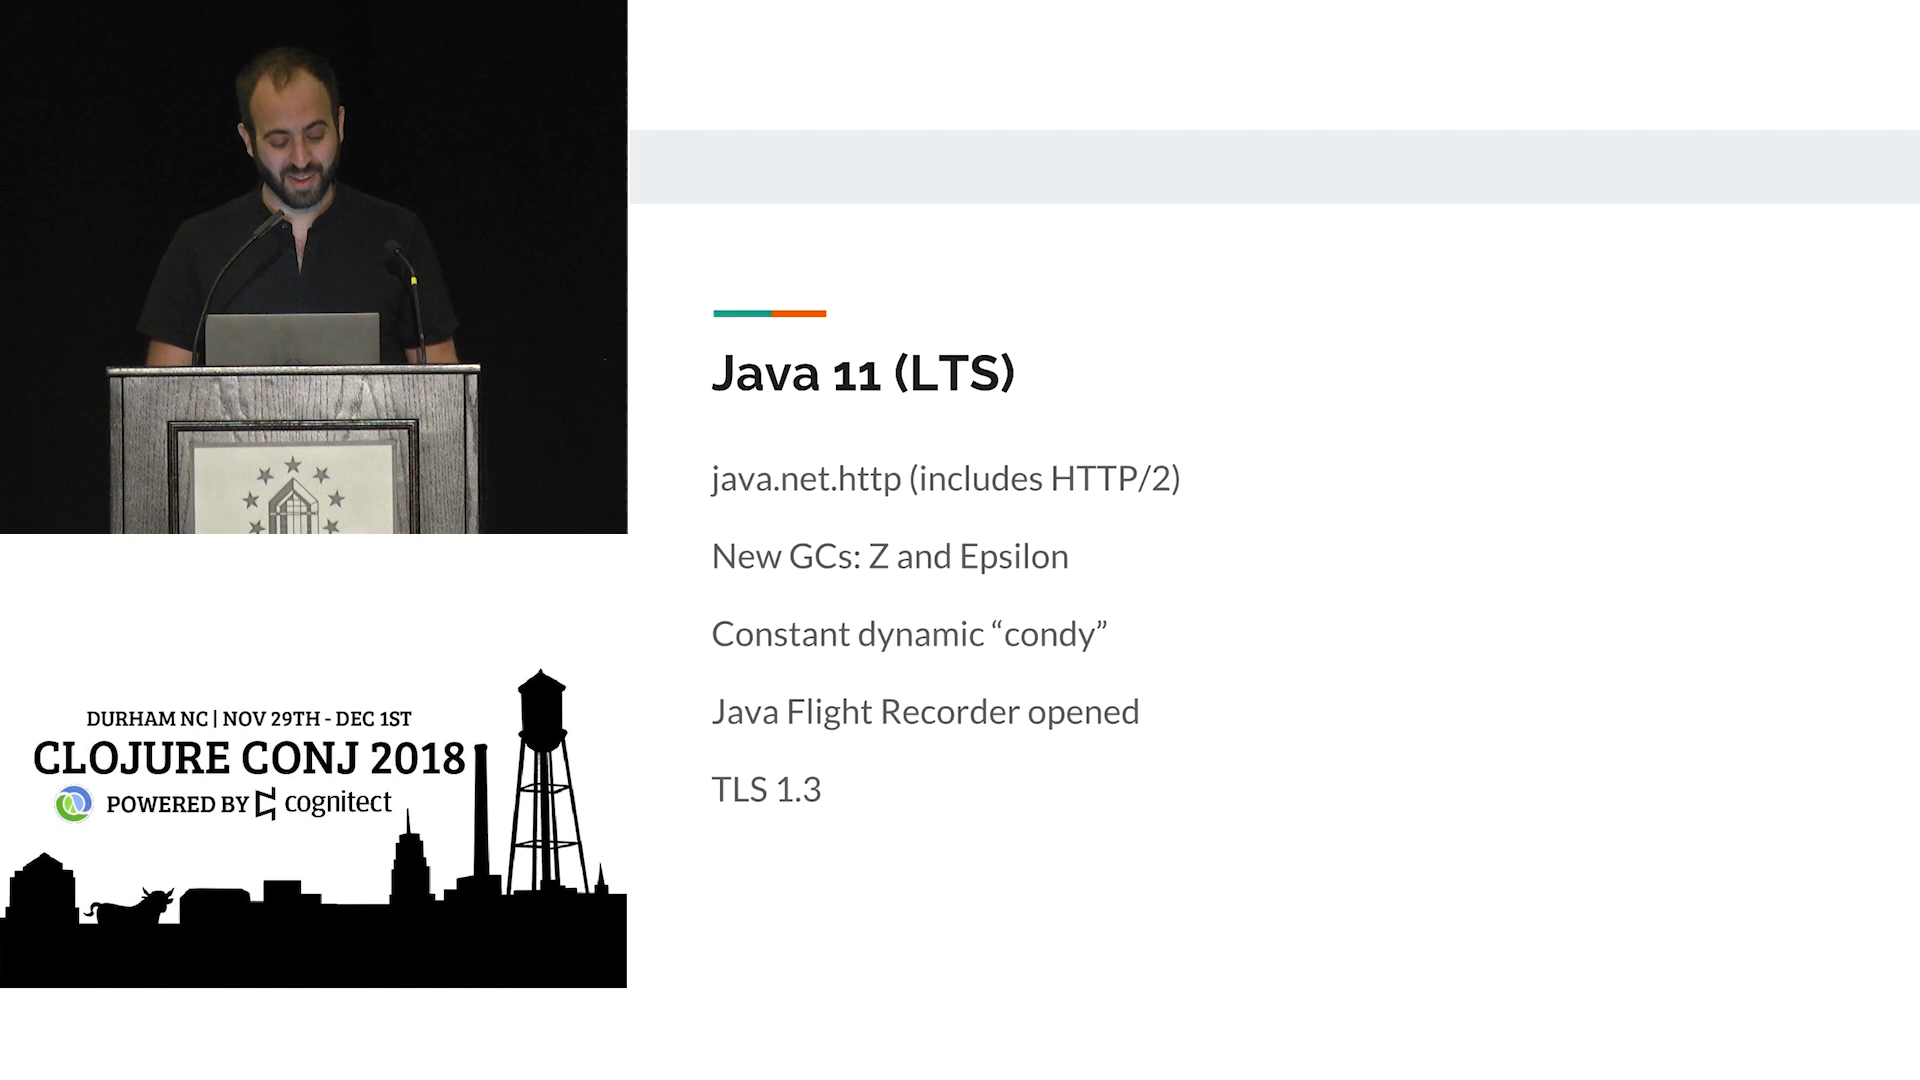 Java 11 (LTS)
java.net.http (includes HTTP/2)
New GCs: Z and Epsilon
Constant dynamic “condy”
Java Flight Recorder opened
TLS 1.3
DURHAM NC | NOV 29TH - DEC 1ST
CLOJURE CONJ 2018
POWERED BY cognitect